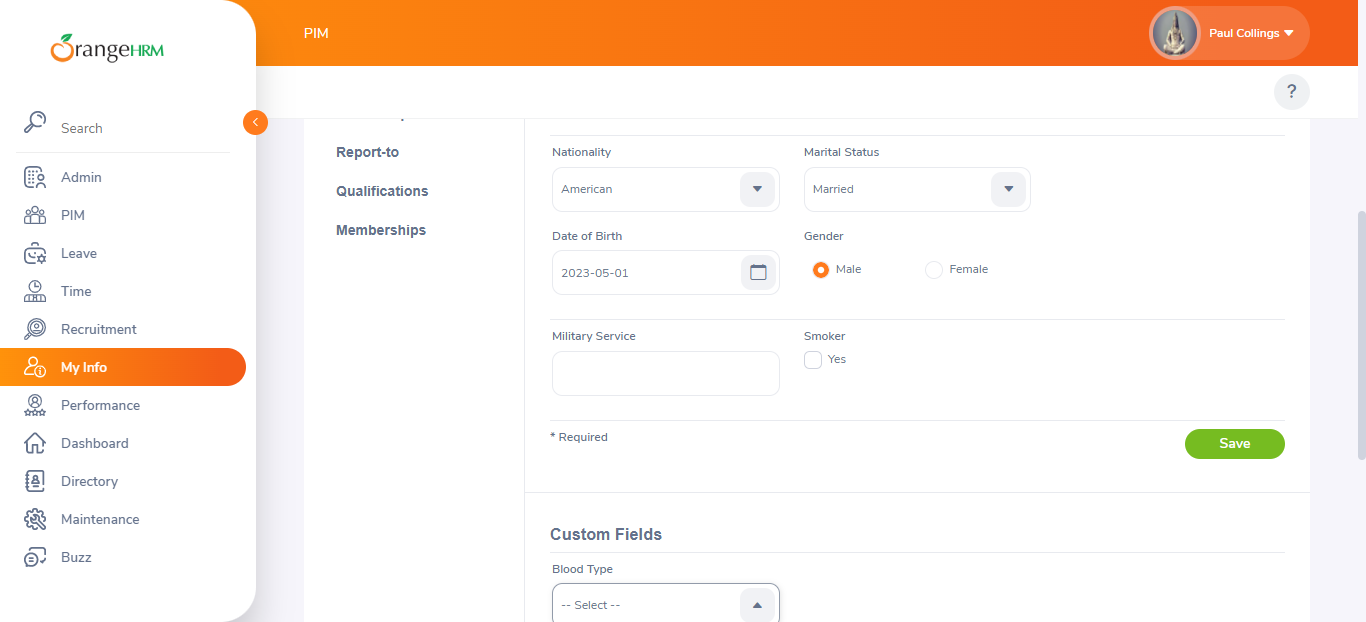 OrangeHRM
PIM
Paul Collings
?
Search
Admin
PIM
Leave
Time
Recruitment
My Info
Performance
Dashboard
Directory
Maintenance
Buzz
Report-to
Qualifications
Memberships
Nationality
Marital Status
American
Married
Date of Birth
Gender
2023-05-01
Male
Female
Military Service
Smoker
Yes
* Required
Save
Custom Fields
Blood Type
-- Select --